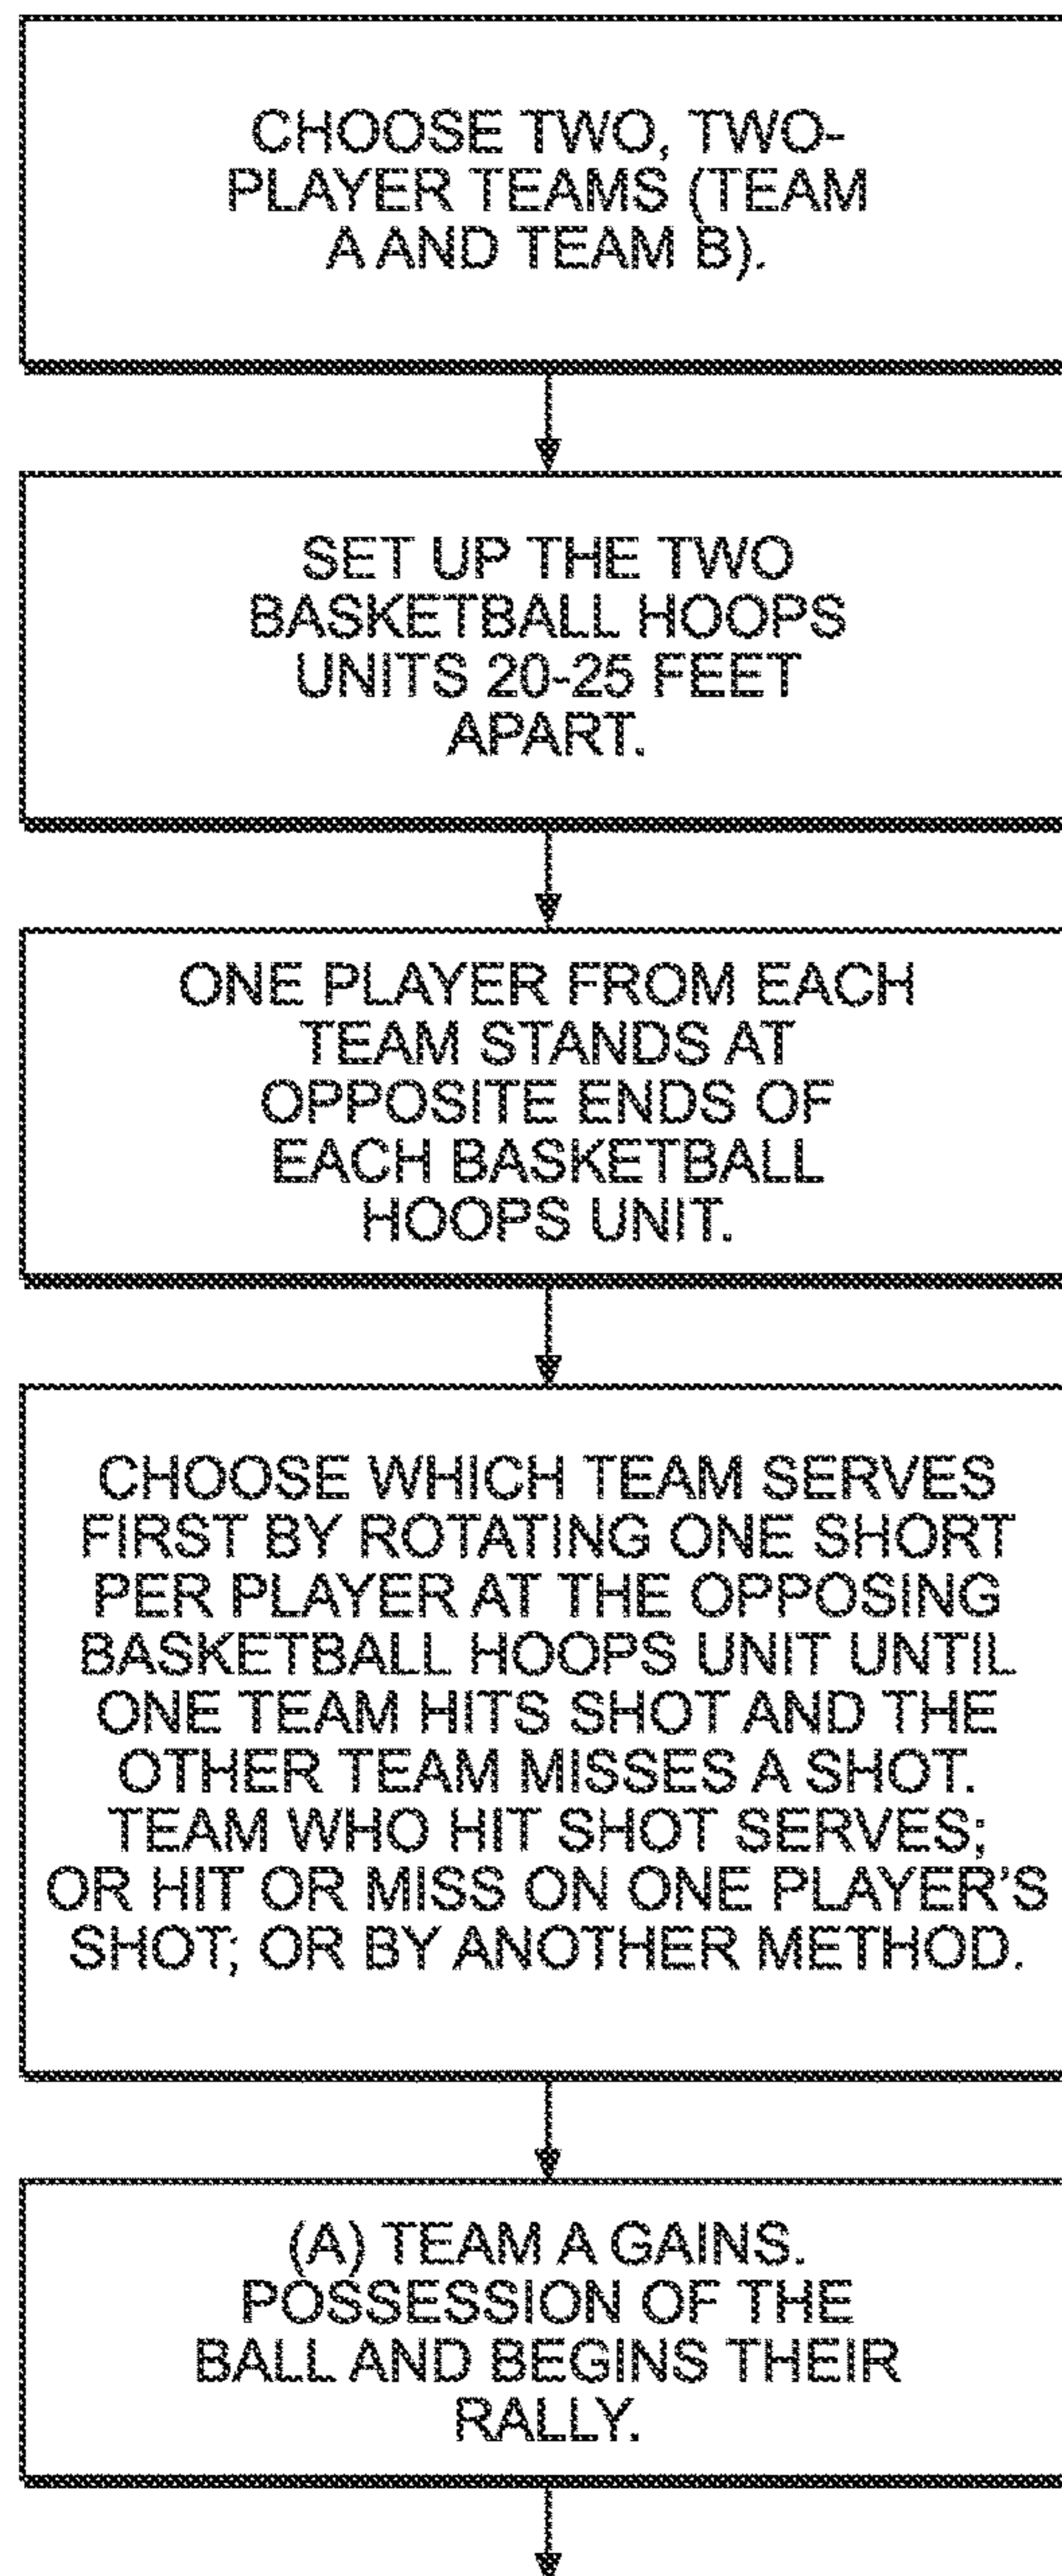 CHOOSE TWO, TWO-
PLAYER TEAMS (TEAM
A AND TEAM B).
SET UP THE TWO
BASKETBALL HOOPS
UNITS 20-25 FEET
APART.
ONE PLAYER FROM EACH
TEAM STANDS AT
OPPOSITE ENDS OF
EACH BASKETBALL
HOOPS UNIT.
CHOOSE WHICH TEAM SERVES
FIRST BY ROTATING ONE SHORT
PER PLAYER AT THE OPPOSING
BASKETBALL HOOPS UNIT UNTIL
ONE TEAM HITS SHOT AND THE
OTHER TEAM MISSES A SHOT.
TEAM WHO HIT SHOT SERVES;
OR HIT OR MISS ON ONE PLAYER'S
SHOT; OR BY ANOTHER METHOD.
(A) TEAM A GAINS.
POSSESSION OF THE
BALL AND BEGINS THEIR
RALLY.